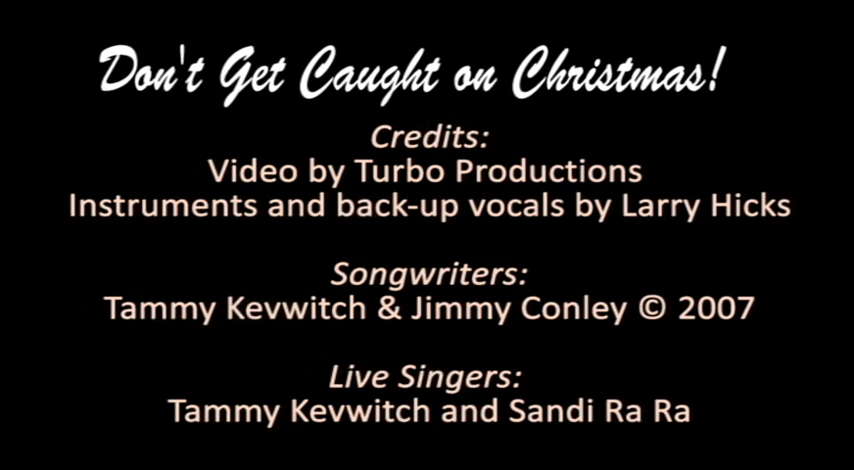 Don't Get Caught on Christmas!
Credits:
Video by Turbo Productions
Instruments and back-up vocals by Larry Hicks
Songwriters:
Tammy Kevwitch & Jimmy Conley © 2007
Live Singers:
Tammy Kevwitch and Sandi Ra Ra